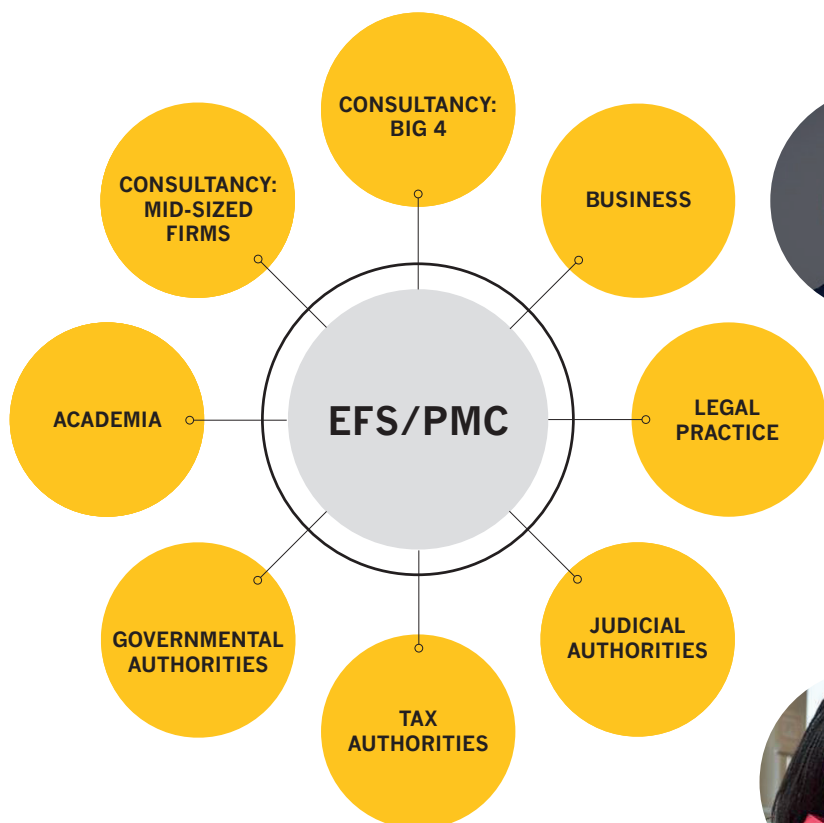 CONSULTANCY:
BIG 4
CONSULTANCY:
MID-SIZED
FIRMS
BUSINESS
ACADEMIA
EFS/PMC
LEGAL
PRACTICE
GOVERNMENTAL
AUTHORITIES
JUDICIAL
AUTHORITIES
TAX
AUTHORITIES